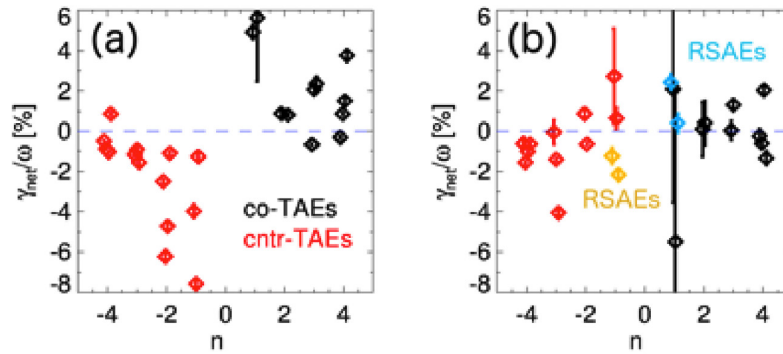 (a)
6
4
2
0
-2
-4
-6
-8
γnet/ω [%]
co-TAEs
cntr-TAEs
-4 -2 0 2 4
n
(b)
6%
4%
2%
0
-2%
-4%
-6%
-8%
γnet/ω [%]
RSAEs
RSAEs
-4 -2 0 2 4
n